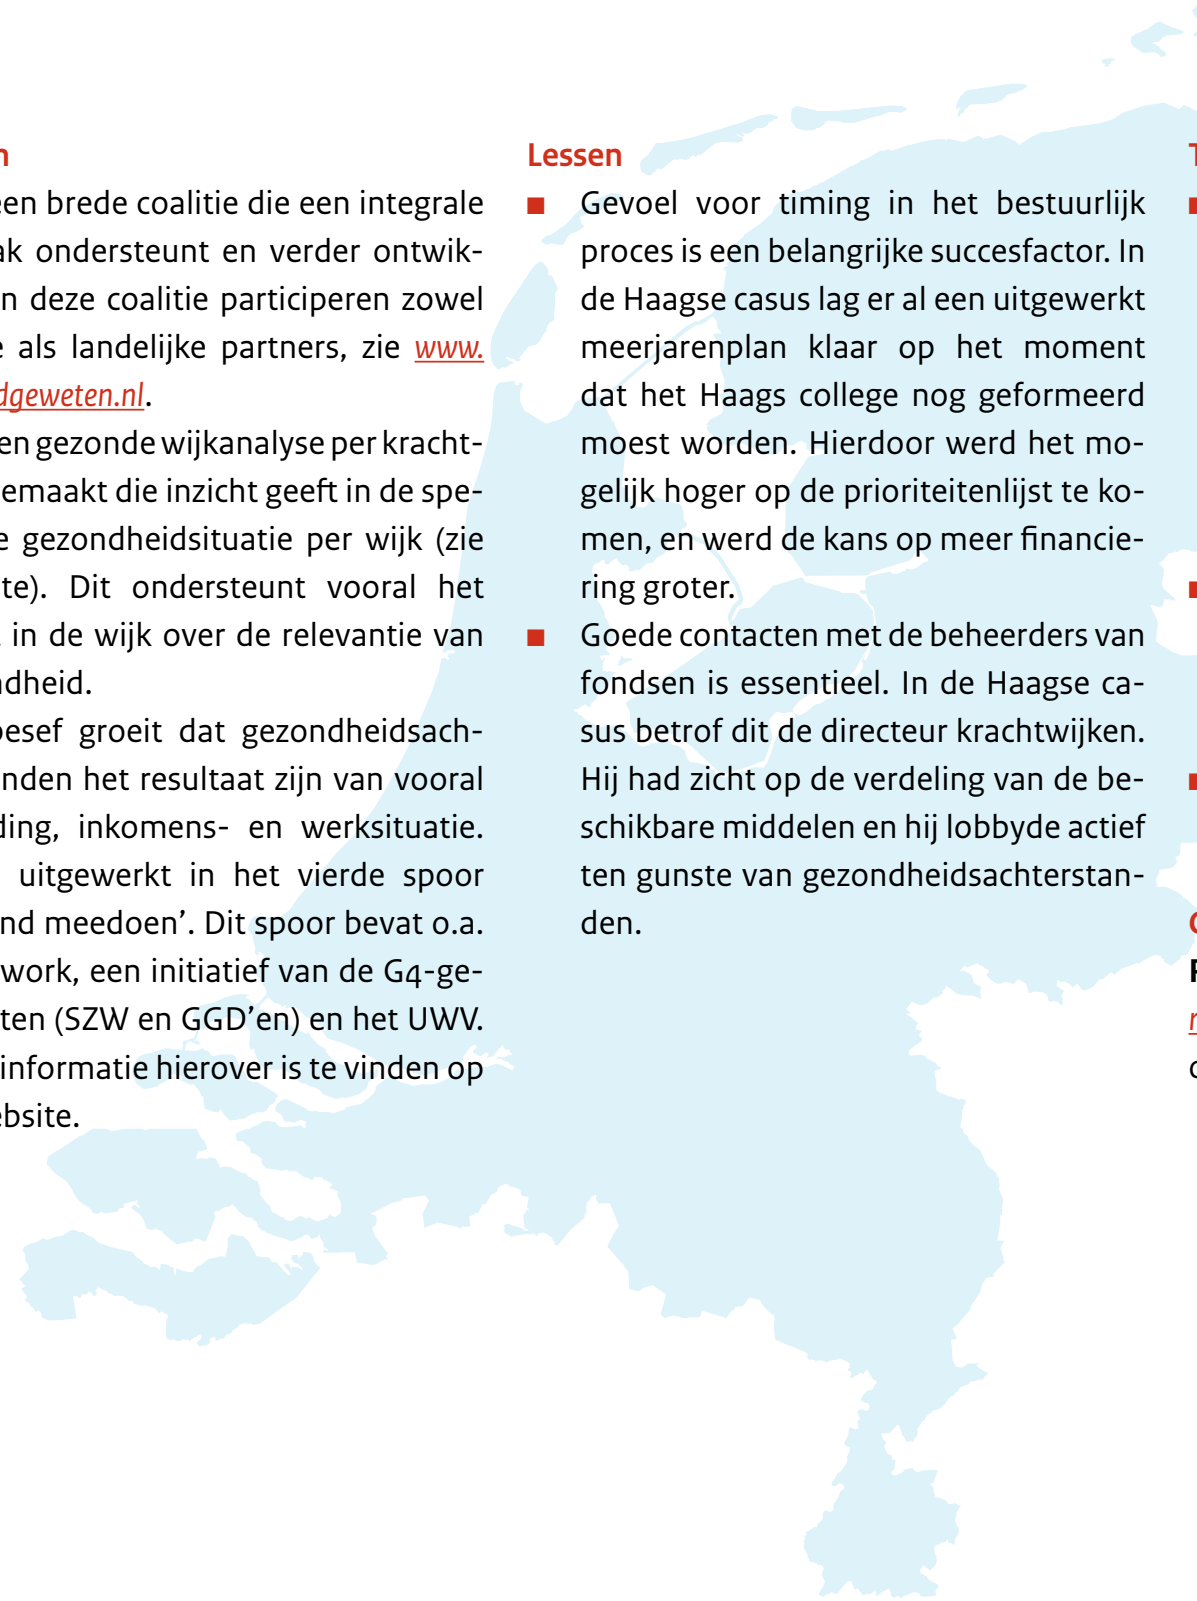 n
een brede coalitie die een integrale
ak ondersteunt en verder ontwik-
n deze coalitie participeren zowel
e als landelijke partners, zie www.
dgeweten.nl.
en gezonde wijkanalyse per kracht-
emaakt die inzicht geeft in de spe-
e gezondheidsituatie per wijk (zie
te). Dit ondersteunt vooral het
in de wijk over de relevantie van
dheid.
besef groeit dat gezondheidsach-
nden het resultaat zijn van vooral
ding, inkomens- en werksituatie.
uitgewerkt in het vierde spoor
nd meedoen’. Dit spoor bevat o.a.
work, een initiatief van de G4-ge-
ten (SZW en GGD’en) en het UWV.
informatie hierover is te vinden op
ebsite.
Lessen
■ Gevoel voor timing in het bestuurlijk
proces is een belangrijke succesfactor. In
de Haagse casus lag er al een uitgewerkt
meerjarenplan klaar op het moment
dat het Haags college nog geformeerd
moest worden. Hierdoor werd het mo-
gelijk hoger op de prioriteitenlijst te ko-
men, en werd de kans op meer financie-
ring groter.
■ Goede contacten met de beheerders van
fondsen is essentieel. In de Haagse ca-
sus betrof dit de directeur krachtwijken.
Hij had zicht op de verdeling van de be-
schikbare middelen en hij lobbyde actief
ten gunste van gezondheidsachterstan-
den.